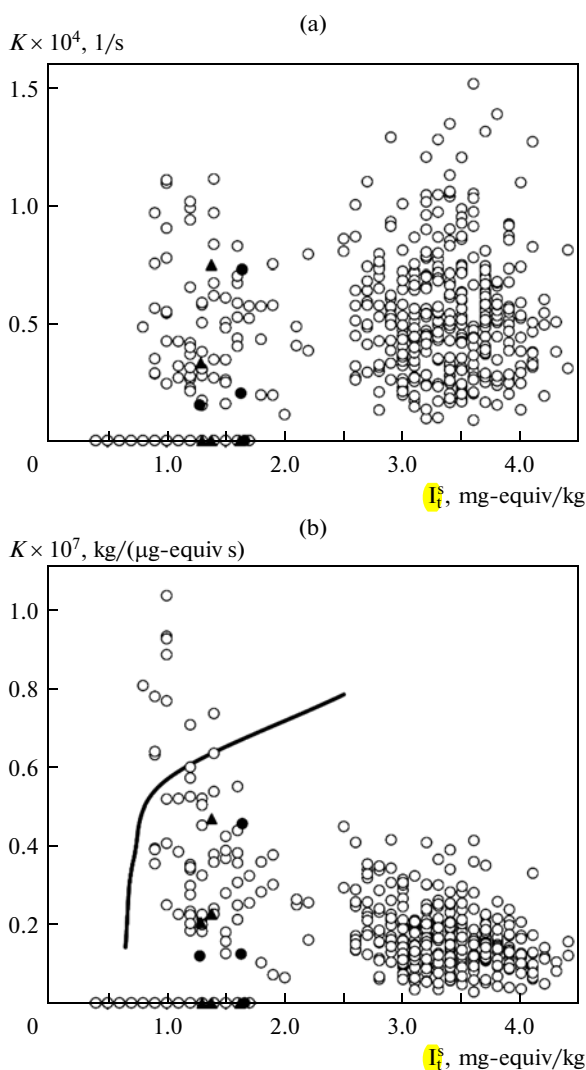 (a)
K × 10⁴, 1/s
1.5
1.0
0.5
0 1.0 2.0 3.0 4.0
Iₜˢ, mg-equiv/kg
(b)
K × 10⁷, kg/(μg-equiv s)
1.0
0.8
0.6
0.4
0.2
0 1.0 2.0 3.0 4.0
Iₜˢ, mg-equiv/kg